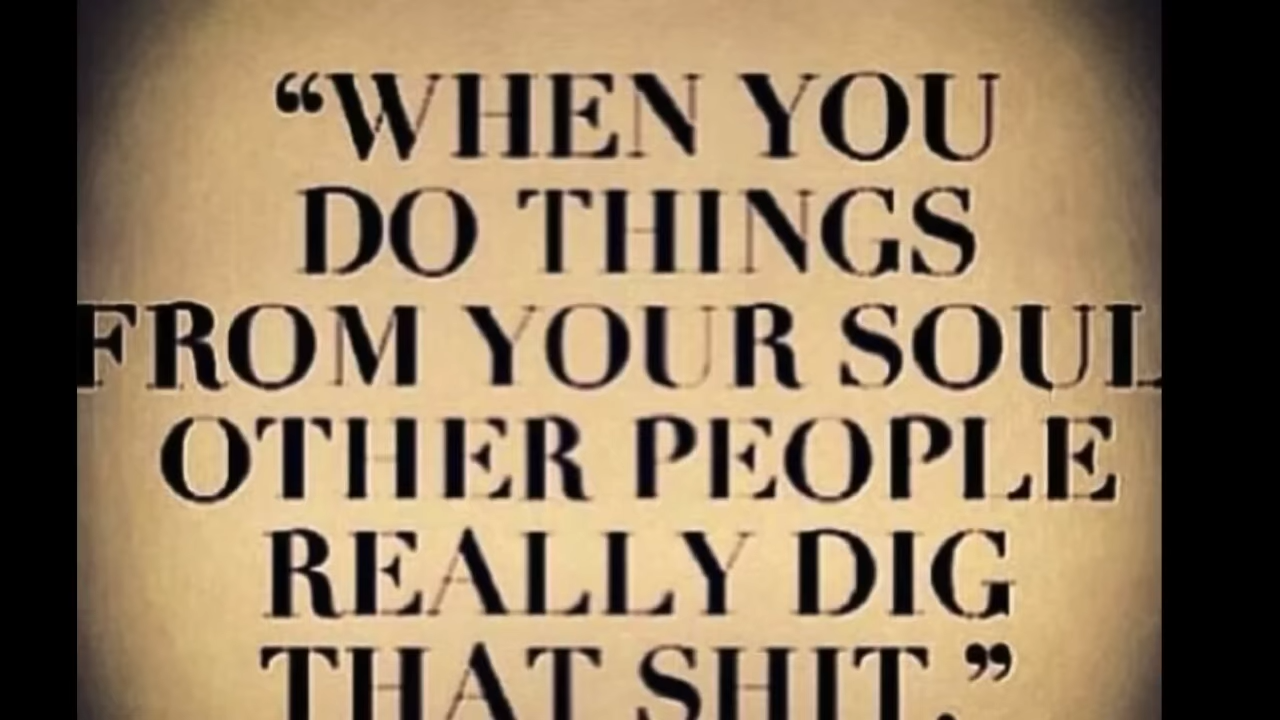 “WHEN YOU
DO THINGS
FROM YOUR SOUL
OTHER PEOPLE
REALLY DIG
THAT SHIT.”